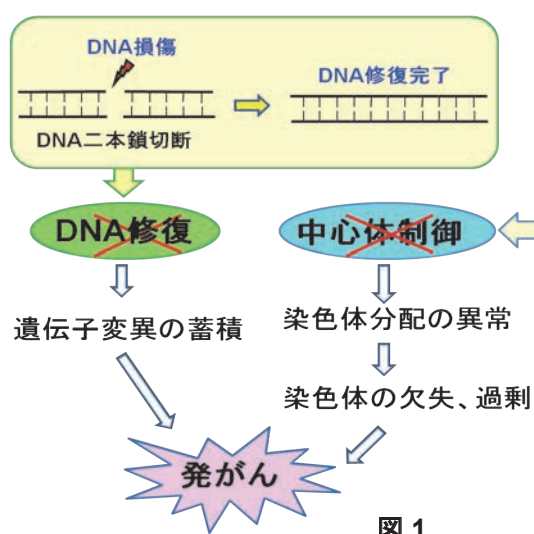 DNA損傷
DNA修復完了
DNA二本鎖切断
DNA修復
中心体制御
遺伝子変異の蓄積
染色体分配の異常
染色体の欠失、過剰
発がん
図1